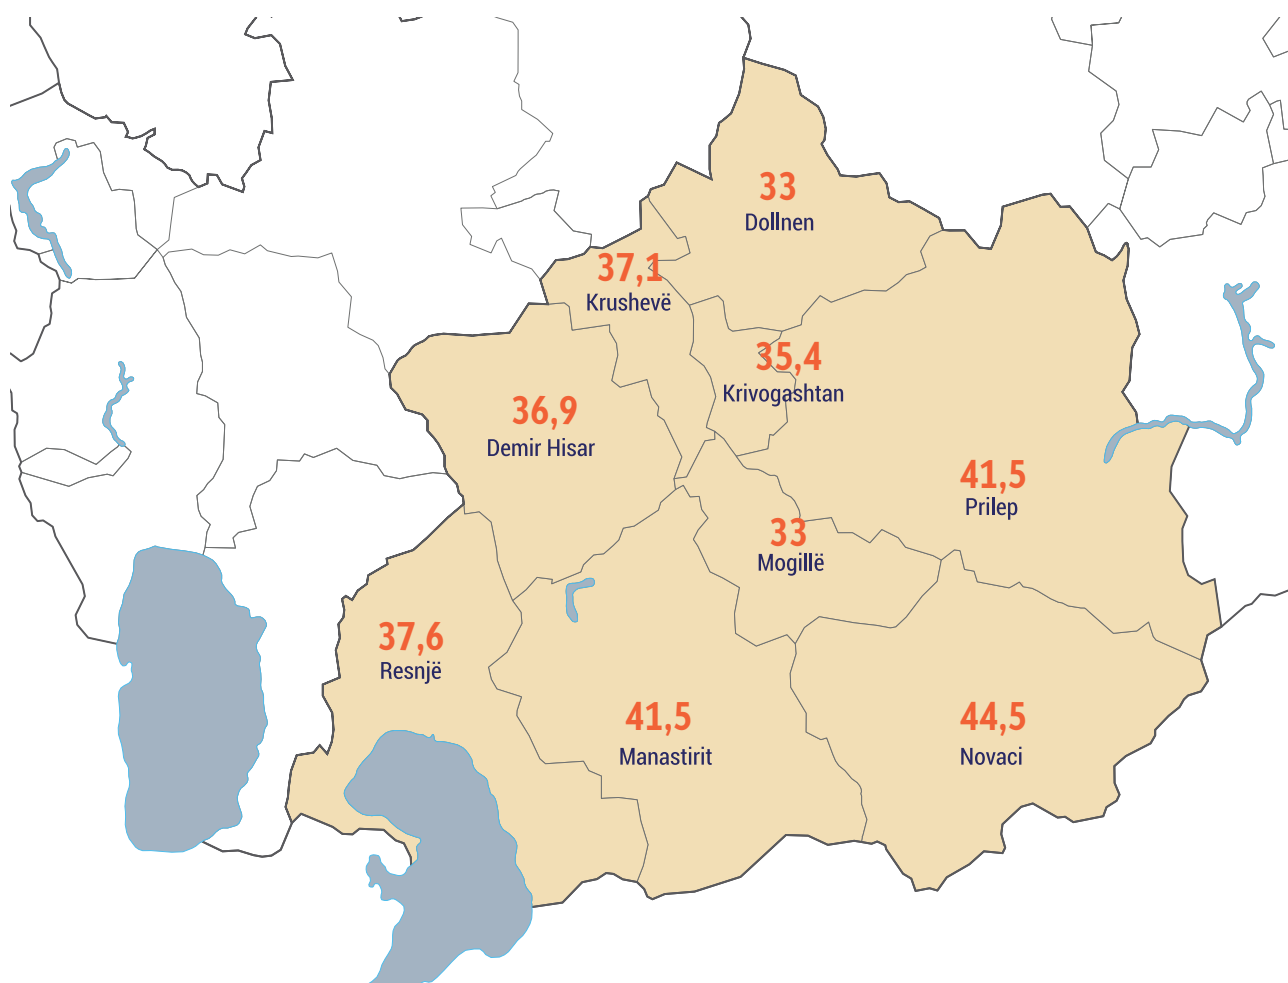 33
Dollnen
37,1
Krushevë
35,4
Krivogashtan
36,9
Demir Hisar
41,5
Prilep
33
Mogillë
37,6
Resnjë
41,5
Manastirit
44,5
Novaci